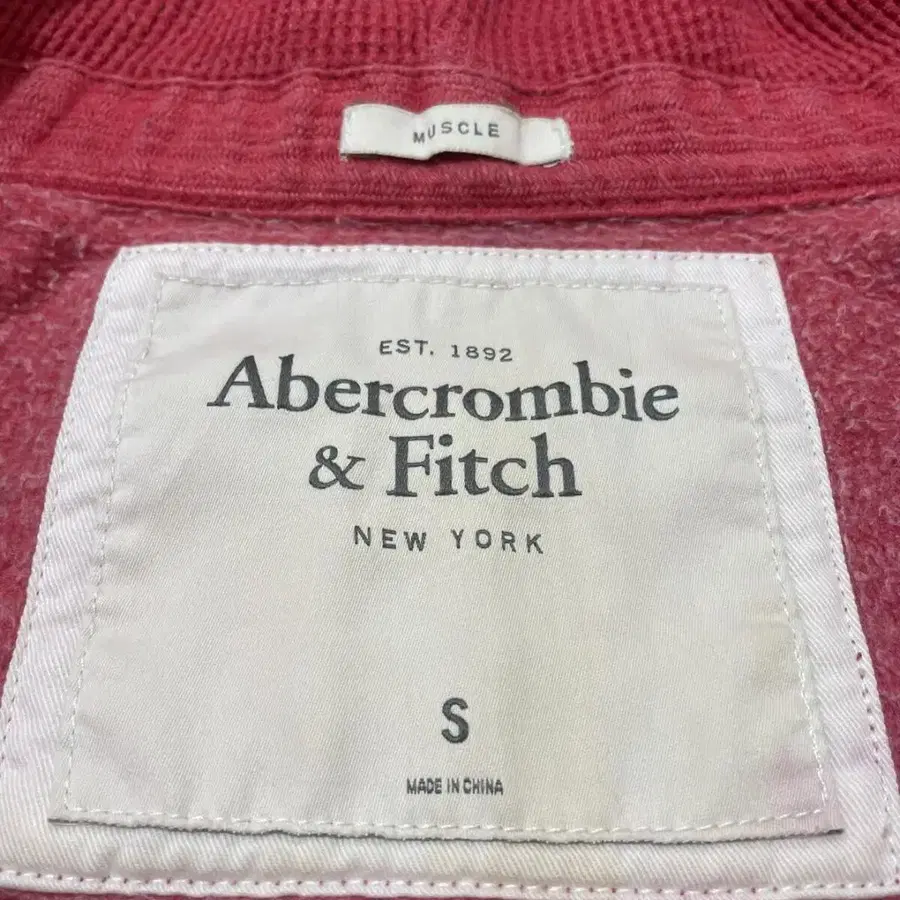 MUSCLE
EST. 1892
Abercrombie
& Fitch
NEW YORK
S
MADE IN CHINA